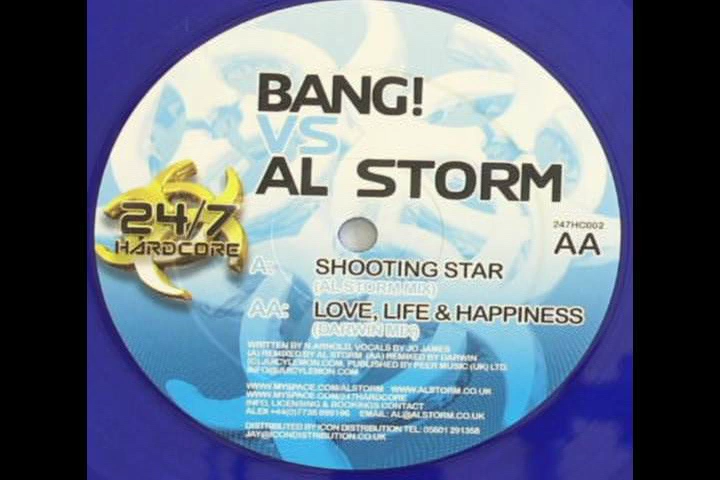 BANG!
VS
AL STORM
24/7
HARDCORE
247HC002
AA
A: SHOOTING STAR
(AL STORM MIX)
AA: LOVE, LIFE & HAPPINESS
(DARWIN MIX)
WRITTEN BY N.ARNOLD. VOCALS BY JO JAMES
(A) REMIXED BY AL STORM (AA) REMIXED BY DARWIN
(C)JUICYLEMON.COM, PUBLISHED BY PEER MUSIC (UK) LTD.
INFO@JUICYLEMON.COM
WWW.MYSPACE.COM/ALSTORM WWW.ALSTORM.CO.UK
WWW.MYSPACE.COM/247HARDCORE
INFO, LICENSING & BOOKINGS CONTACT
EMAIL: AL@ALSTORM.CO.UK
DISTRIBUTED BY ICON DISTRIBUTION TEL: 05601 291358
JAY@ICONDISTRIBUTION.CO.UK